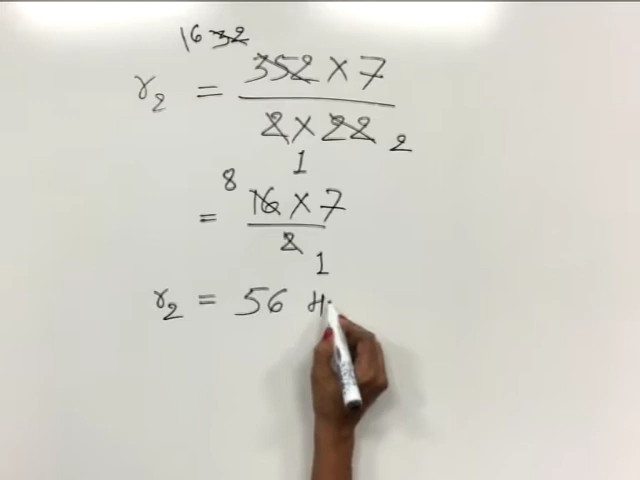 16 32
r₂ = 352 × 7
2 × 22 2
1
8
= 16 × 7
2
1
r₂ = 56